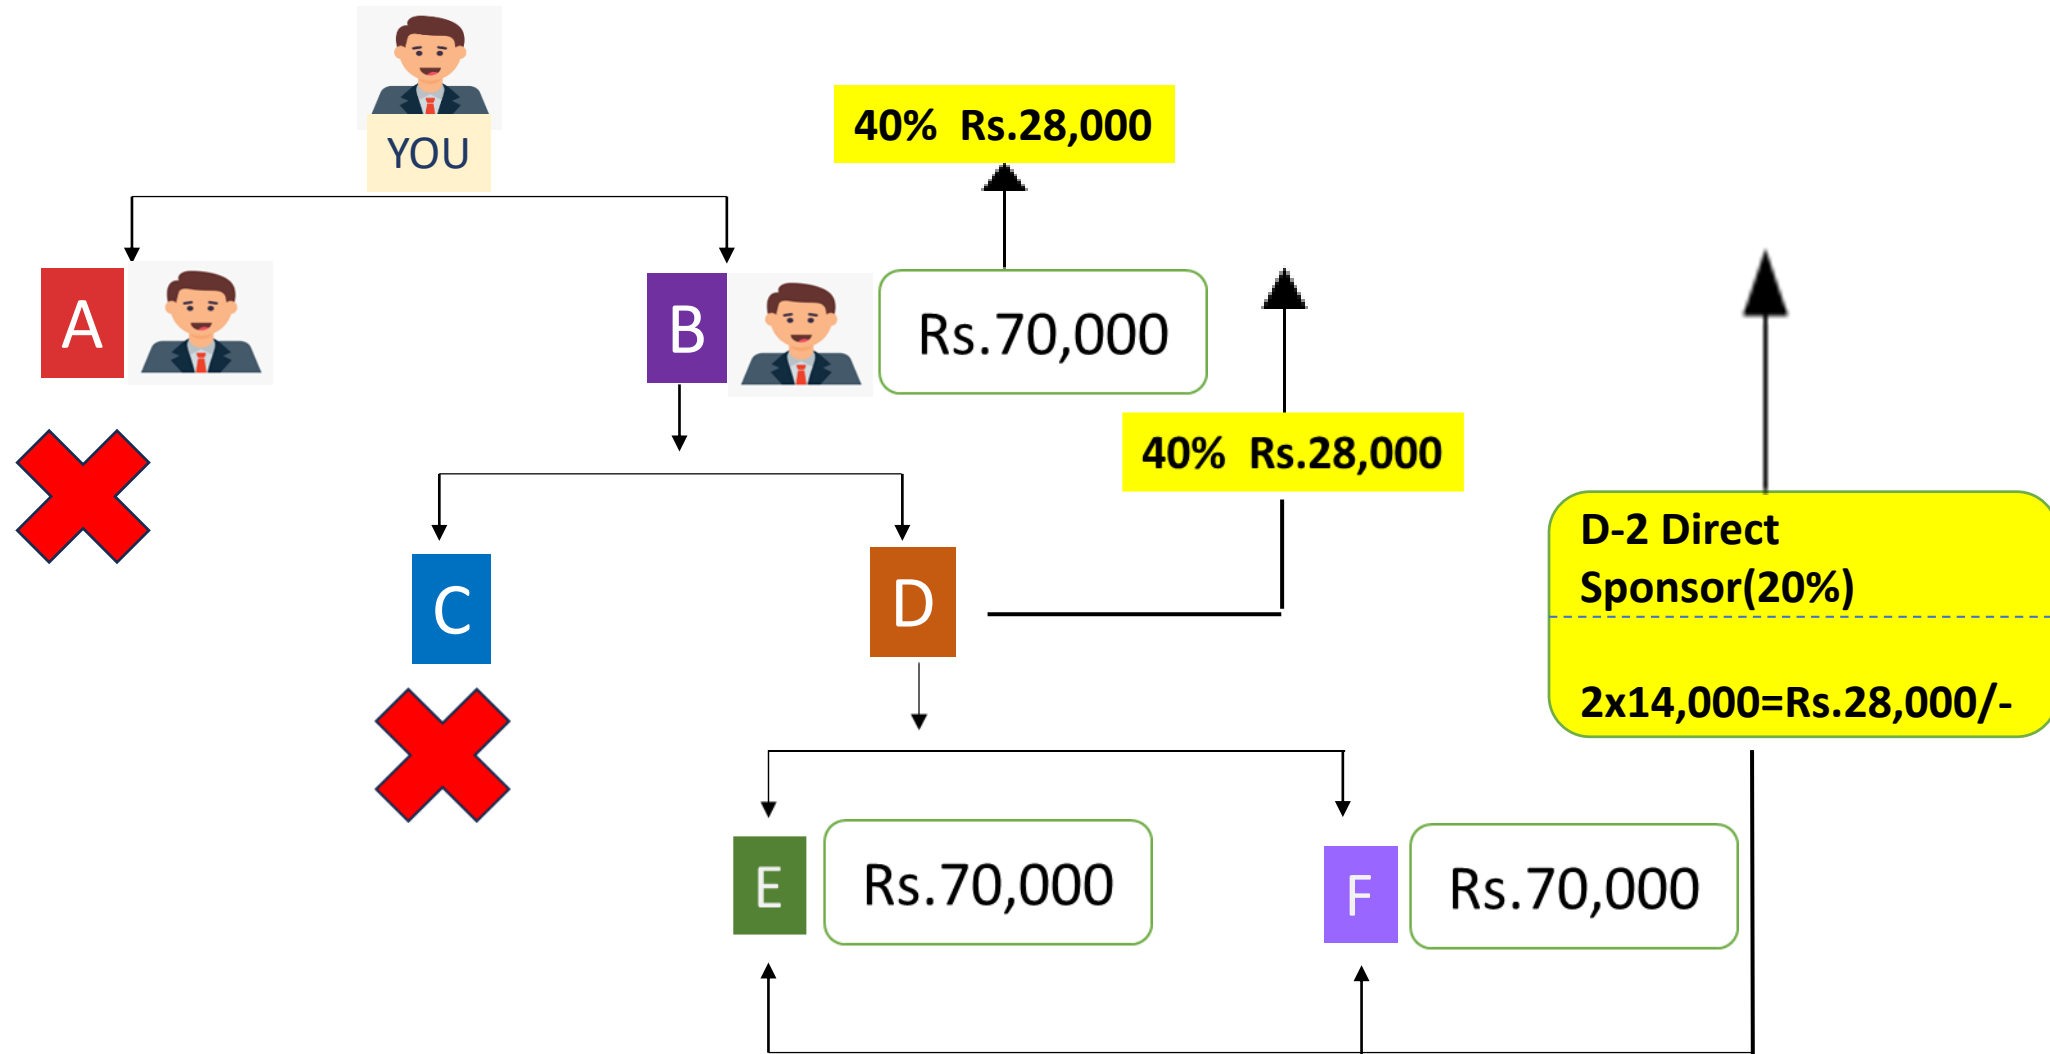 YOU
40%  Rs.28,000
A
B
Rs.70,000
40%  Rs.28,000
C
D
D-2 Direct
Sponsor(20%)
2x14,000=Rs.28,000/-
E
Rs.70,000
F
Rs.70,000